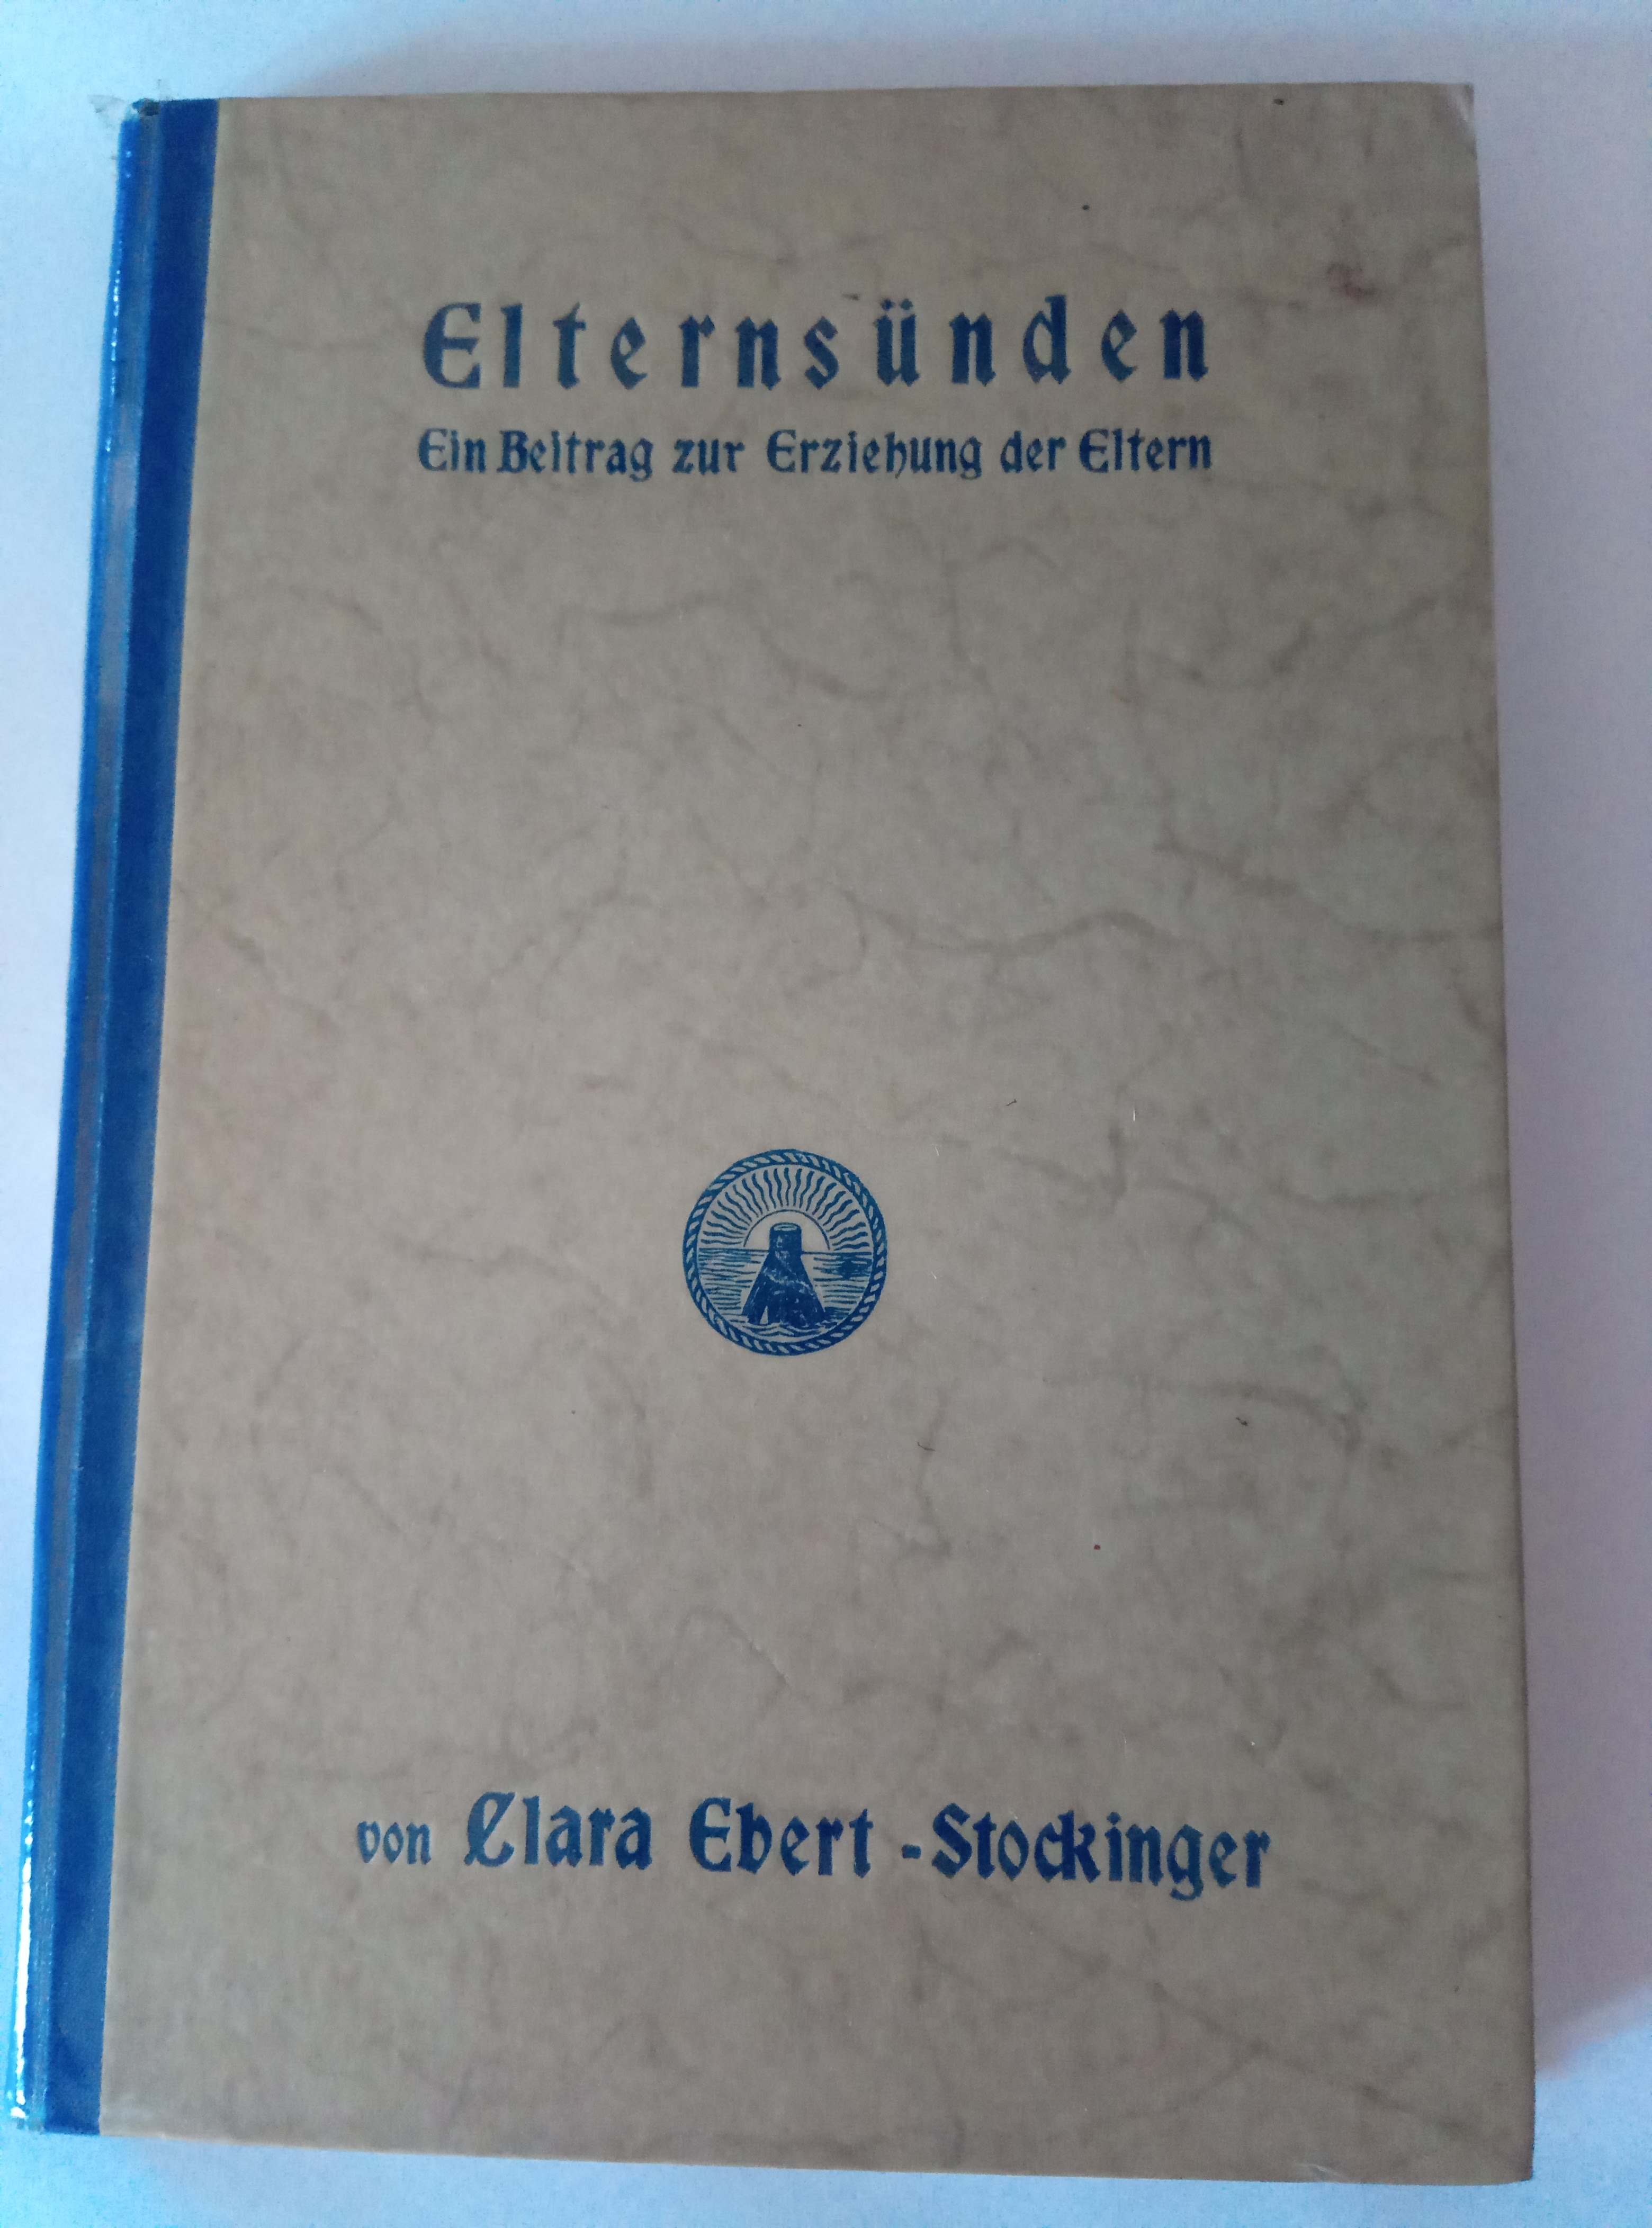 Elternsünden
Ein Beitrag zur Erziehung der Eltern
von Clara Ebert-Stockinger